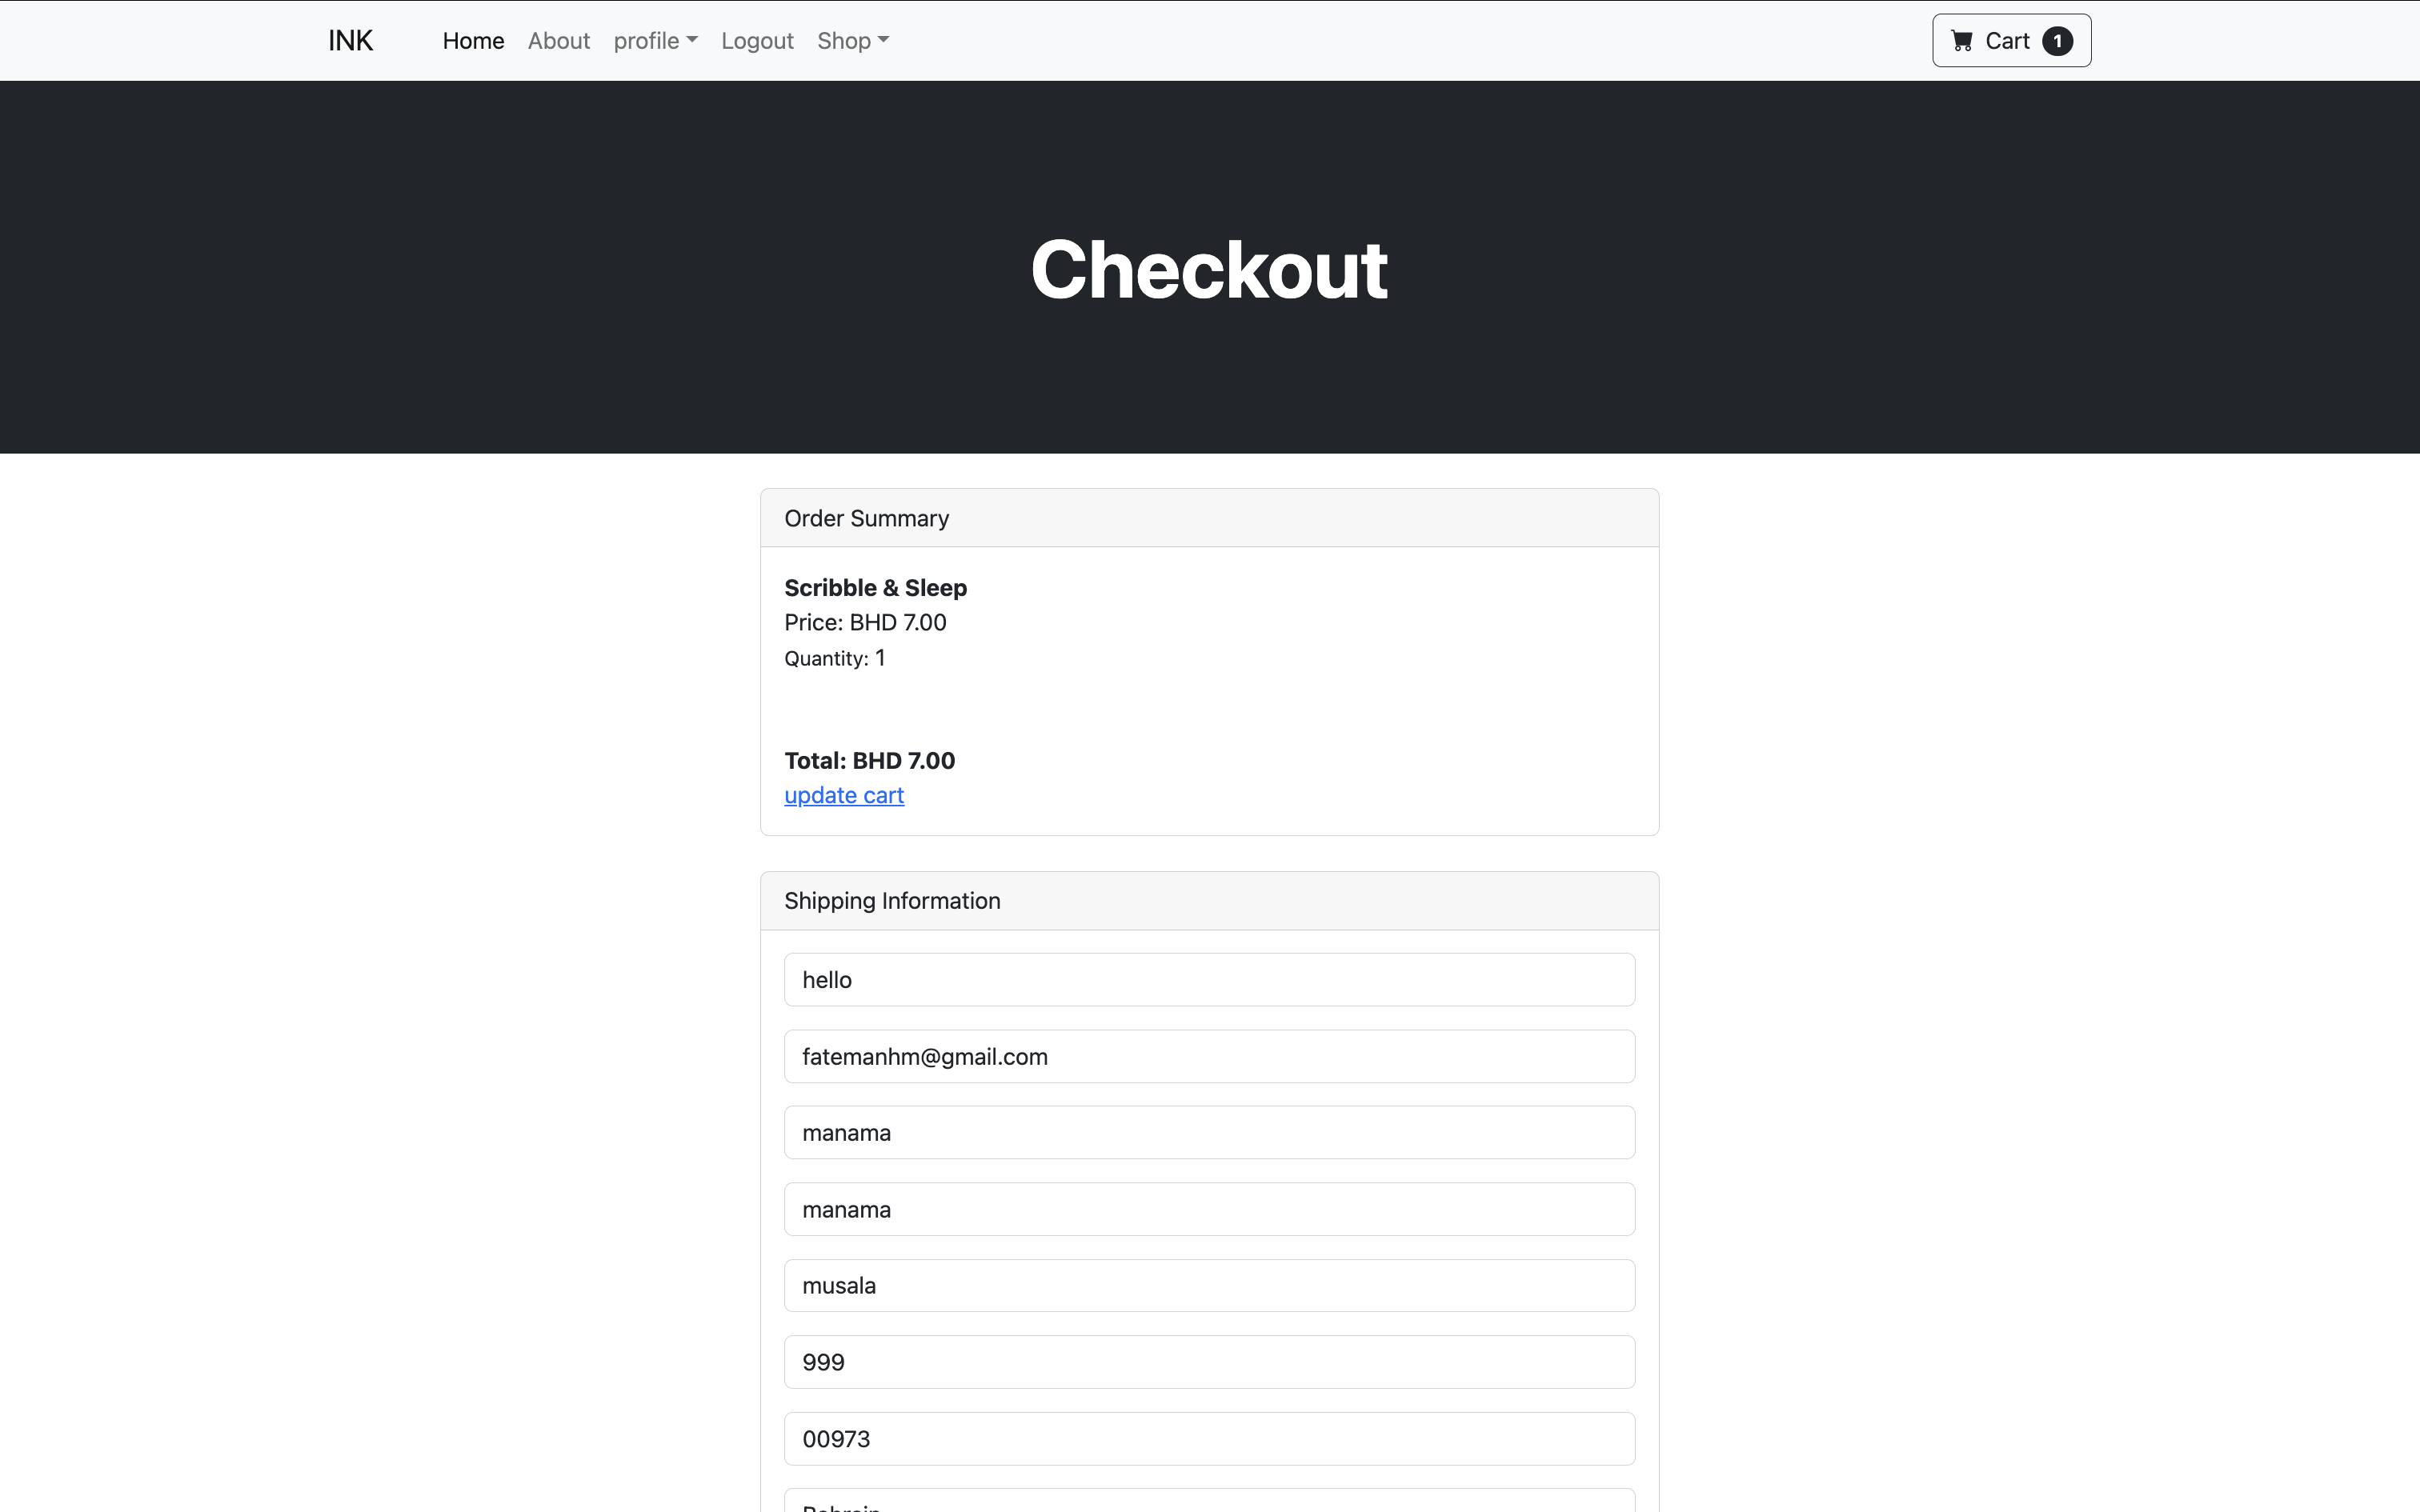 INK Home About profile Logout Shop Cart 1
Checkout
Order Summary
Scribble & Sleep
Price: BHD 7.00
Quantity: 1
Total: BHD 7.00
update cart
Shipping Information
hello
fatemanhm@gmail.com
manama
manama
musala
999
00973